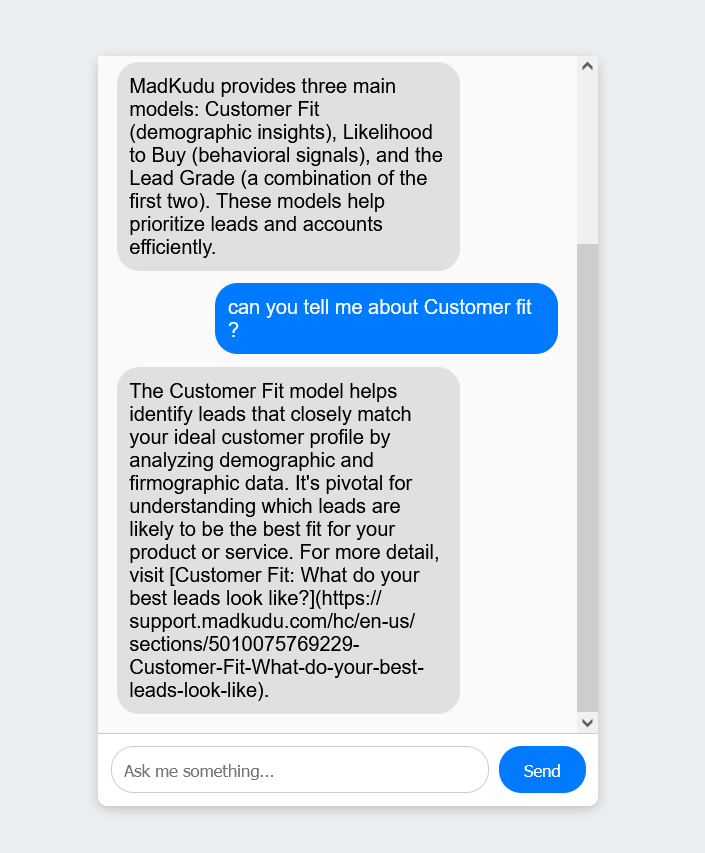 MadKudu provides three main
models: Customer Fit
(demographic insights), Likelihood
to Buy (behavioral signals), and the
Lead Grade (a combination of the
first two). These models help
prioritize leads and accounts
efficiently.
can you tell me about Customer fit
?
The Customer Fit model helps
identify leads that closely match
your ideal customer profile by
analyzing demographic and
firmographic data. It's pivotal for
understanding which leads are
likely to be the best fit for your
product or service. For more detail,
visit [Customer Fit: What do your
best leads look like?](https://
support.madkudu.com/hc/en-us/
sections/5010075769229-
Customer-Fit-What-do-your-best-
leads-look-like).
Ask me something...
Send